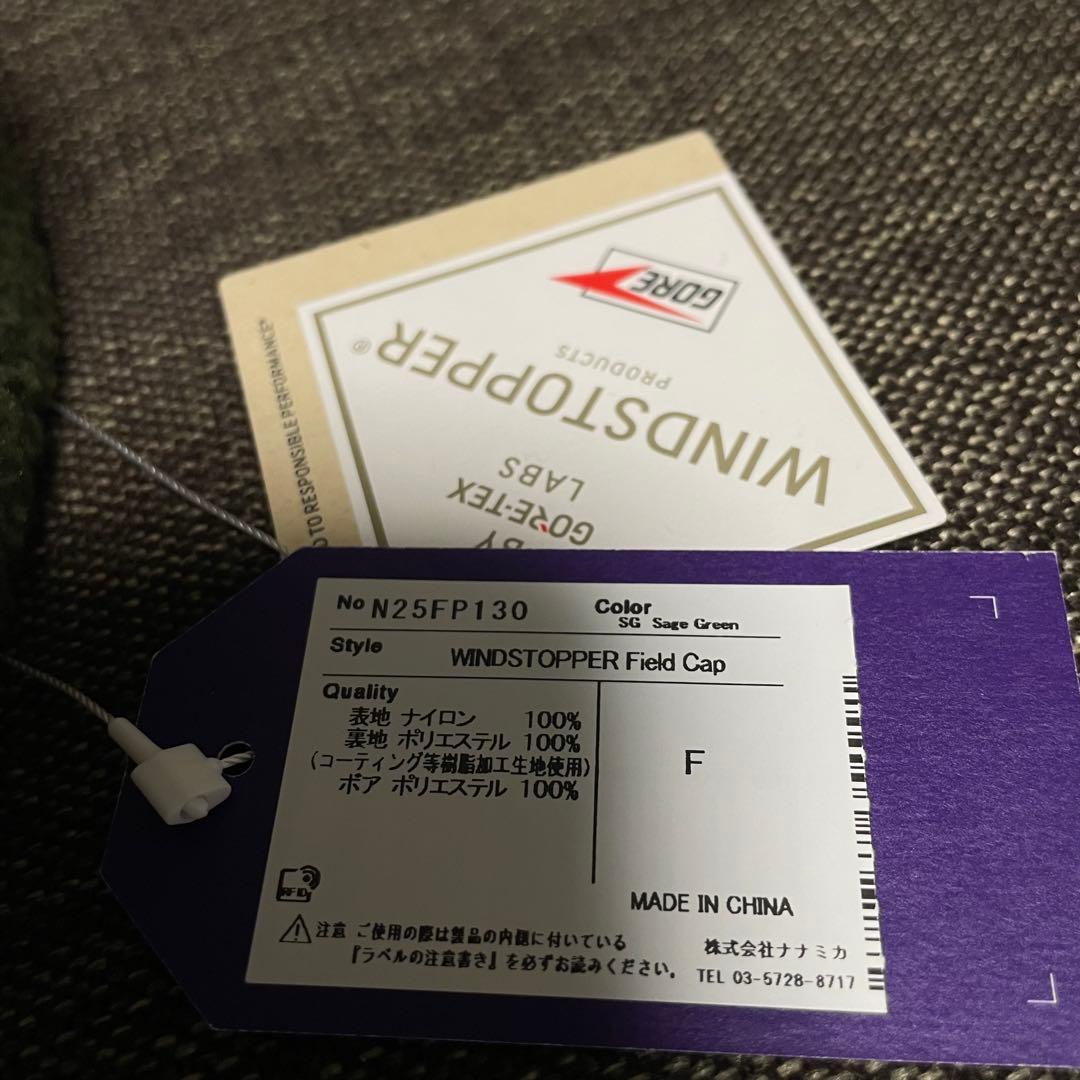 GORE
WINDSTOPPER®
PRODUCTS
BY
GORE-TEX
LABS
TO RESPONSIBLE PERFORMANCE
No N25FP130
Color
SG Sage Green
Style
WINDSTOPPER Field Cap
Quality
表地 ナイロン 100%
裏地 ポリエステル 100%
(コーティング等樹脂加工生地使用)
ボア ポリエステル 100%
F
RFID
MADE IN CHINA
注意 ご使用の際は製品の内側に付いている
『ラベルの注意書き』を必ずお読みください。
株式会社ナナミカ
TEL 03-5728-8717